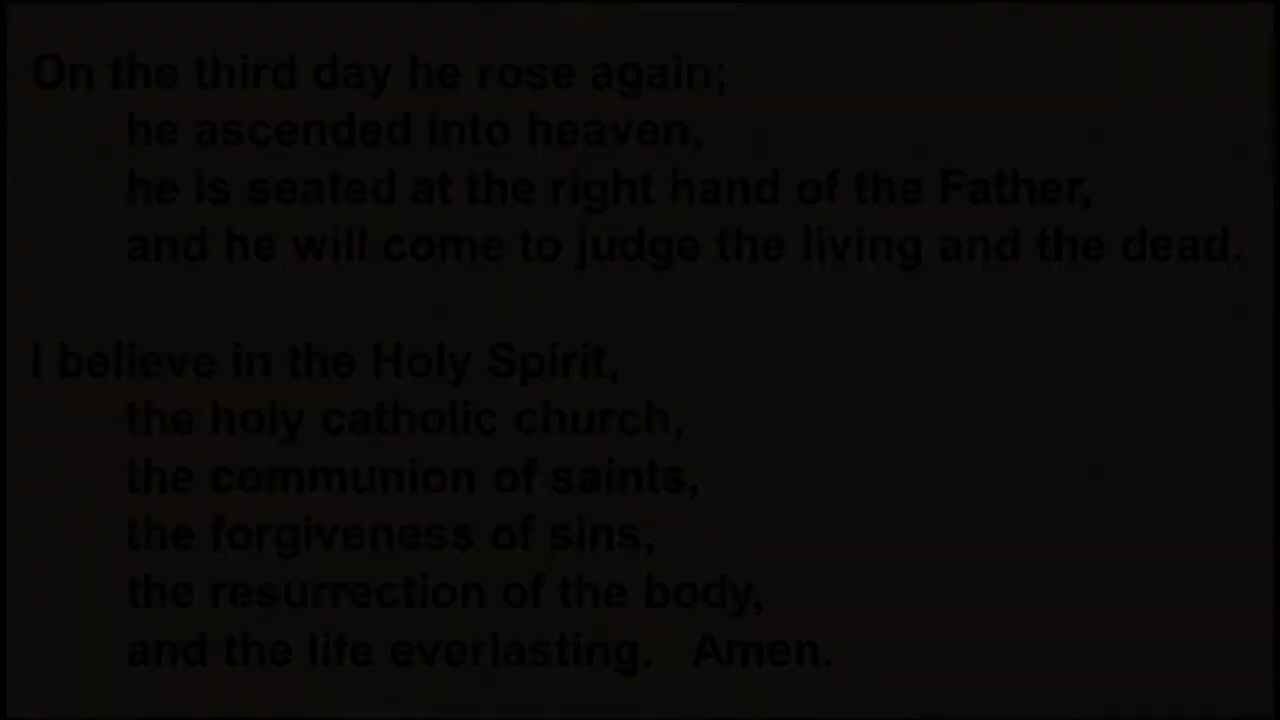 On the third day he rose again;
he ascended into heaven,
he is seated at the right hand of the Father,
and he will come to judge the living and the dead.
I believe in the Holy Spirit,
the holy catholic church,
the communion of saints,
the forgiveness of sins,
the resurrection of the body,
and the life everlasting. Amen.